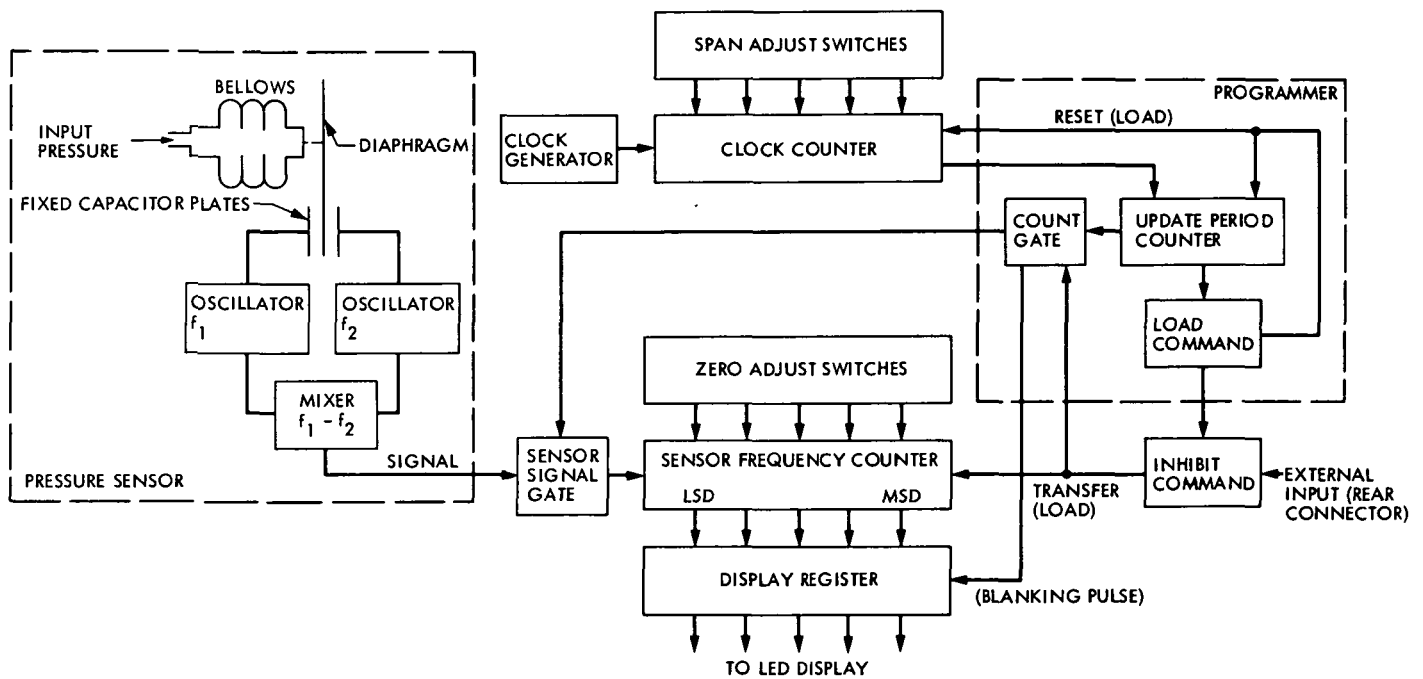 SPAN ADJUST SWITCHES
PROGRAMMER
BELLOWS
INPUT
PRESSURE
DIAPHRAGM
CLOCK
GENERATOR
CLOCK COUNTER
RESET (LOAD)
FIXED CAPACITOR PLATES
COUNT
GATE
UPDATE PERIOD
COUNTER
OSCILLATOR
f1
OSCILLATOR
f2
LOAD
COMMAND
ZERO ADJUST SWITCHES
MIXER
f1 - f2
SIGNAL
PRESSURE SENSOR
SENSOR
SIGNAL
GATE
SENSOR FREQUENCY COUNTER
LSD
MSD
TRANSFER
(LOAD)
INHIBIT
COMMAND
EXTERNAL
INPUT (REAR
CONNECTOR)
DISPLAY REGISTER
(BLANKING PULSE)
TO LED DISPLAY